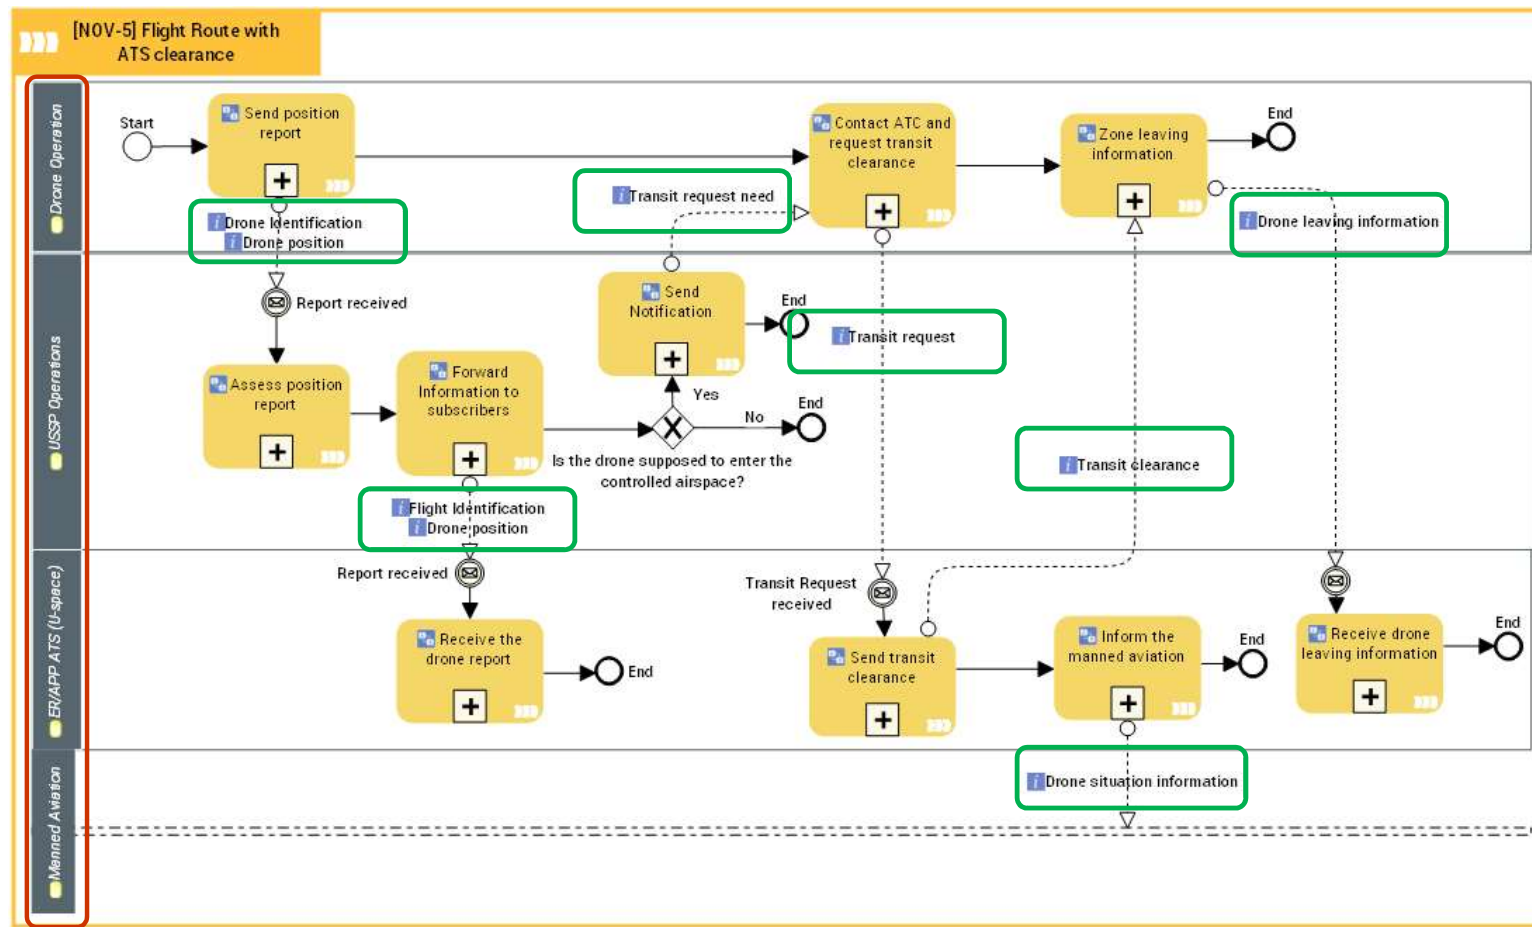 [NOV-5] Flight Route with
ATS clearance
Drone Operation
Start
Send position
report
Contact ATC and
request transit
clearance
Zone leaving
information
End
Drone Identification
Drone position
Transit request need
Drone leaving information
USSP Operations
Report received
Send
Notification
End
Transit request
Assess position
report
Forward
Information to
subscribers
Yes
No
End
Is the drone supposed to enter the
controlled airspace?
Transit clearance
Flight Identification
Drone position
ER/APP ATS (U-space)
Report received
Transit Request
received
Receive the
drone report
End
Send transit
clearance
Inform the
manned aviation
End
Receive drone
leaving information
End
Manned Aviation
Drone situation information